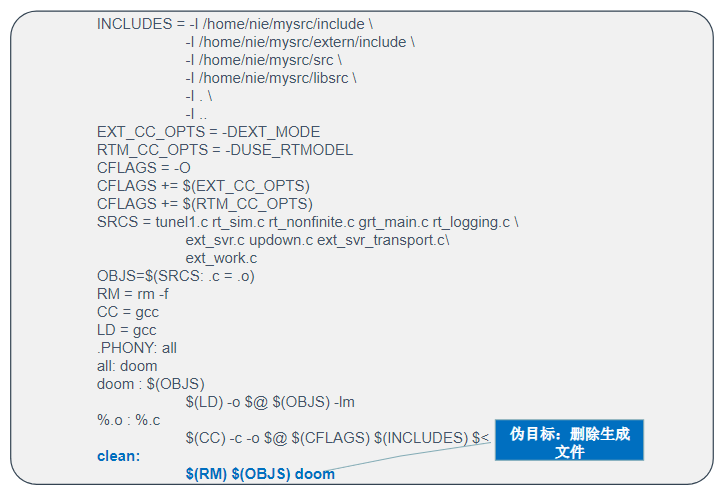 INCLUDES = -I /home/nie/mysrc/include \
-I /home/nie/mysrc/extern/include \
-I /home/nie/mysrc/src \
-I /home/nie/mysrc/libsrc \
-I . \
-I ..
EXT_CC_OPTS = -DEXT_MODE
RTM_CC_OPTS = -DUSE_RTMODEL
CFLAGS = -O
CFLAGS += $(EXT_CC_OPTS)
CFLAGS += $(RTM_CC_OPTS)
SRCS = tunel1.c rt_sim.c rt_nonfinite.c grt_main.c rt_logging.c \
ext_svr.c updown.c ext_svr_transport.c\
ext_work.c
OBJS=$(SRCS: .c = .o)
RM = rm -f
CC = gcc
LD = gcc
.PHONY: all
all: doom
doom : $(OBJS)
$(LD) -o $@ $(OBJS) -lm
%.o : %.c
$(CC) -c -o $@ $(CFLAGS) $(INCLUDES) $<
clean:
$(RM) $(OBJS) doom
伪目标：删除生成
文件